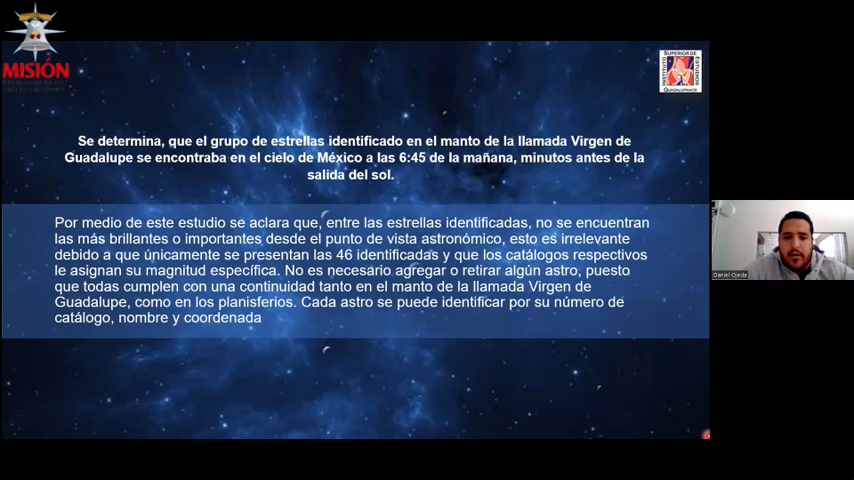 MISIÓN
Se determina, que el grupo de estrellas identificado en el manto de la llamada Virgen de
Guadalupe se encontraba en el cielo de México a las 6:45 de la mañana, minutos antes de la
salida del sol.
Por medio de este estudio se aclara que, entre las estrellas identificadas, no se encuentran
las más brillantes o importantes desde el punto de vista astronómico, esto es irrelevante
debido a que únicamente se presentan las 46 identificadas y que los catálogos respectivos
le asignan su magnitud específica. No es necesario agregar o retirar algún astro, puesto
que todas cumplen con una continuidad tanto en el manto de la llamada Virgen de
Guadalupe, como en los planisferios. Cada astro se puede identificar por su número de
catálogo, nombre y coordenada
SUPERIOR DE
INSTITUTO
ESTUDIOS
GUADALUPANOS
Daniel Ojeda